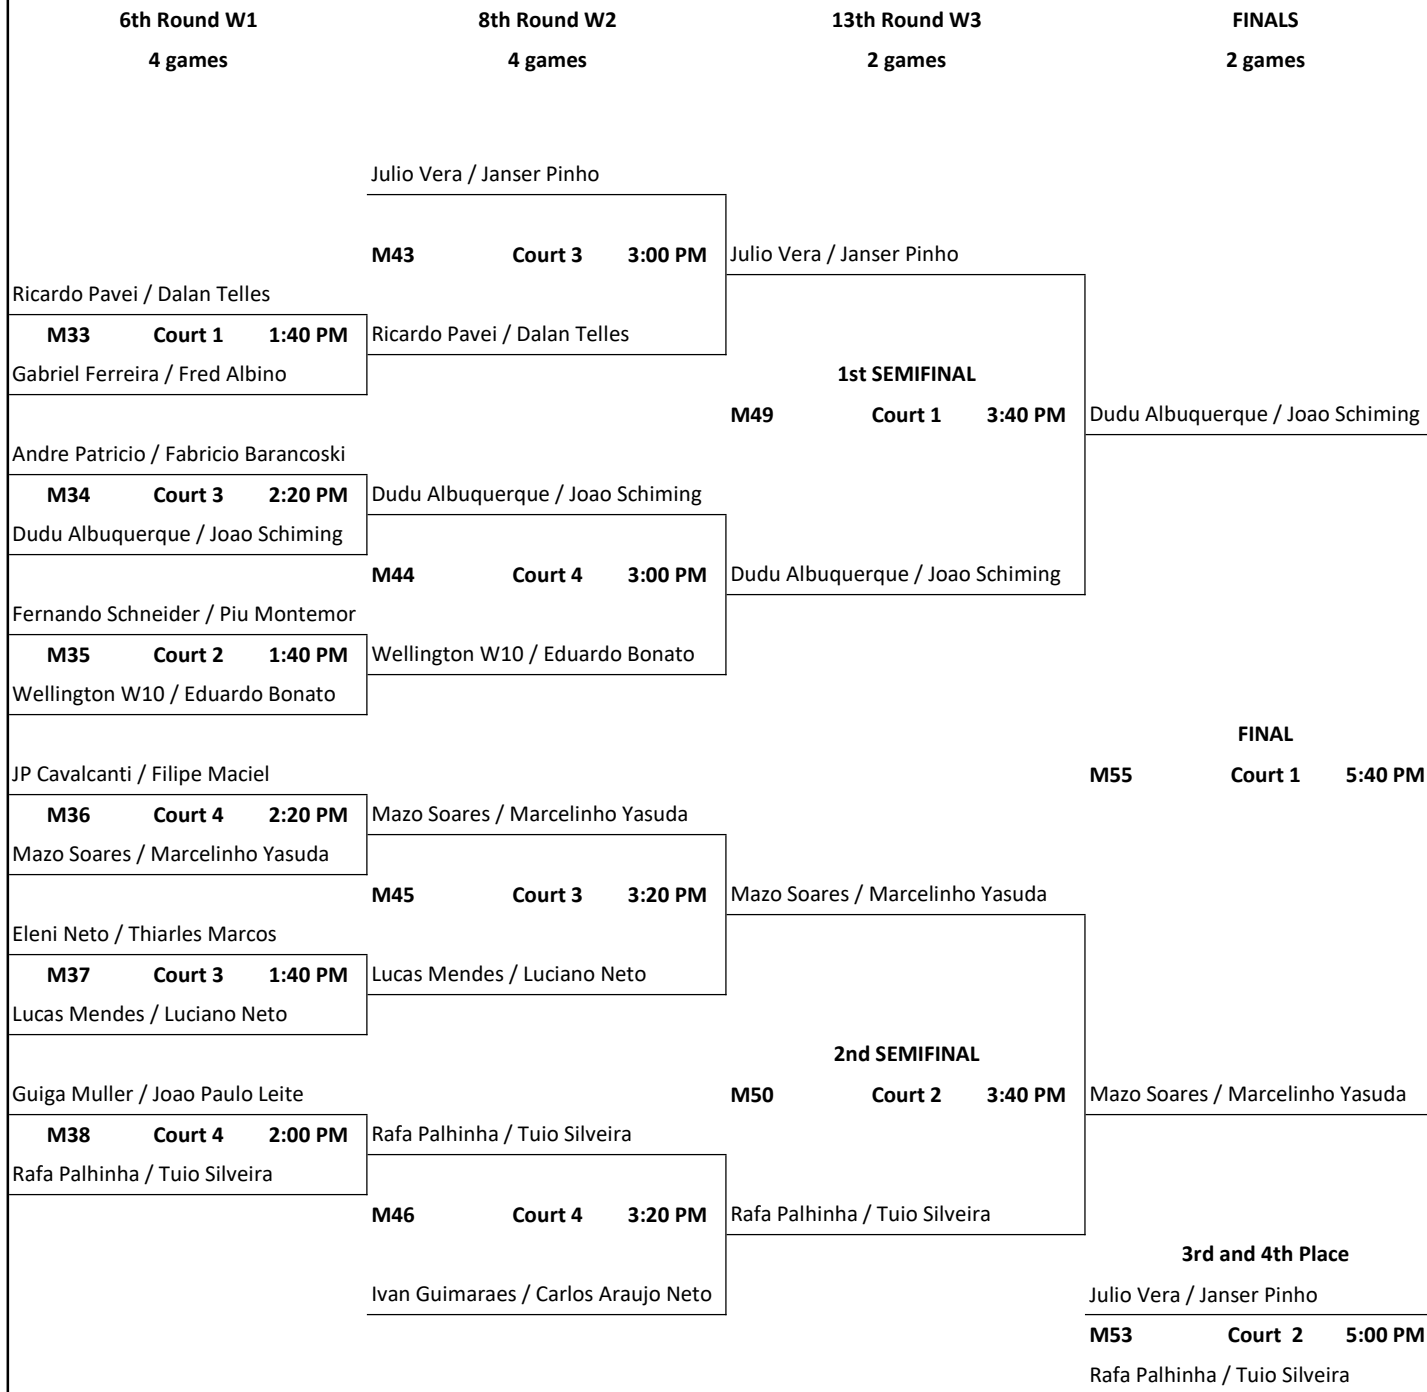 6th Round W1 8th Round W2 13th Round W3 FINALS
4 games 4 games 2 games 2 games
Julio Vera / Janser Pinho
M43 Court 3 3:00 PM Julio Vera / Janser Pinho
Ricardo Pavei / Dalan Telles
M33 Court 1 1:40 PM Ricardo Pavei / Dalan Telles
Gabriel Ferreira / Fred Albino 1st SEMIFINAL
M49 Court 1 3:40 PM Dudu Albuquerque / Joao Schiming
Andre Patricio / Fabricio Barancoski
M34 Court 3 2:20 PM Dudu Albuquerque / Joao Schiming
Dudu Albuquerque / Joao Schiming
M44 Court 4 3:00 PM Dudu Albuquerque / Joao Schiming
Fernando Schneider / Piu Montemor
M35 Court 2 1:40 PM Wellington W10 / Eduardo Bonato
Wellington W10 / Eduardo Bonato
FINAL
JP Cavalcanti / Filipe Maciel M55 Court 1 5:40 PM
M36 Court 4 2:20 PM Mazo Soares / Marcelinho Yasuda
Mazo Soares / Marcelinho Yasuda
M45 Court 3 3:20 PM Mazo Soares / Marcelinho Yasuda
Eleni Neto / Thiarles Marcos
M37 Court 3 1:40 PM Lucas Mendes / Luciano Neto
Lucas Mendes / Luciano Neto
2nd SEMIFINAL
Guiga Muller / Joao Paulo Leite M50 Court 2 3:40 PM Mazo Soares / Marcelinho Yasuda
M38 Court 4 2:00 PM Rafa Palhinha / Tuio Silveira
Rafa Palhinha / Tuio Silveira
M46 Court 4 3:20 PM Rafa Palhinha / Tuio Silveira
3rd and 4th Place
Ivan Guimaraes / Carlos Araujo Neto Julio Vera / Janser Pinho
M53 Court 2 5:00 PM
Rafa Palhinha / Tuio Silveira